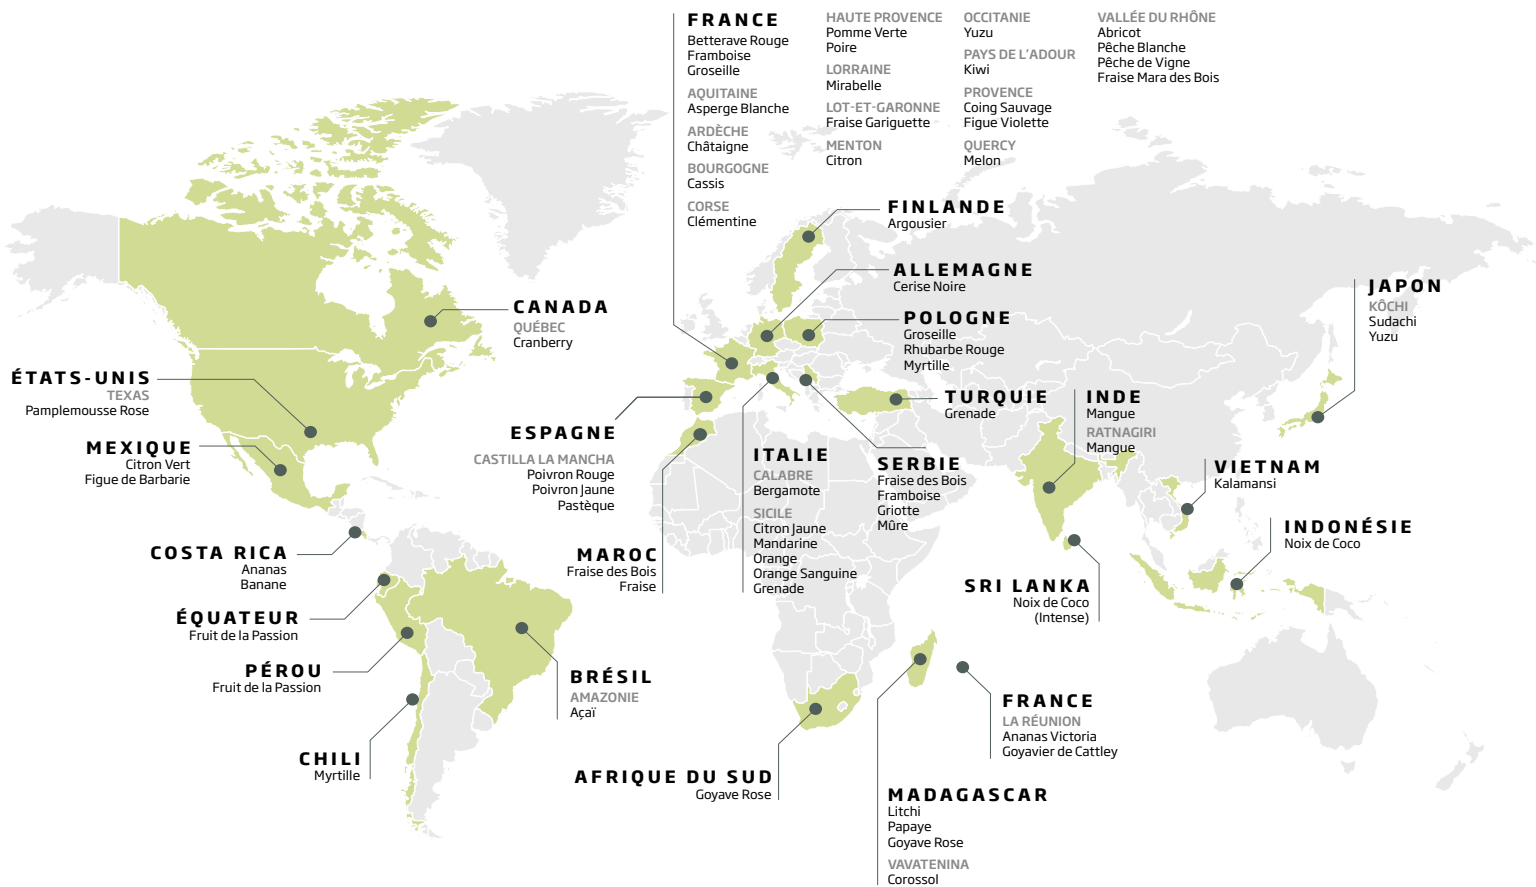 FRANCE
Betterave Rouge
Framboise
Groseille
AQUITAINE
Asperge Blanche
ARDÈCHE
Châtaigne
BOURGOGNE
Cassis
CORSE
Clémentine
HAUTE PROVENCE
Pomme Verte
Poire
LORRAINE
Mirabelle
LOT-ET-GARONNE
Fraise Gariguette
MENTON
Citron
OCCITANIE
Yuzu
PAYS DE L'ADOUR
Kiwi
PROVENCE
Coing Sauvage
Figue Violette
QUERCY
Melon
VALLÉE DU RHÔNE
Abricot
Pêche Blanche
Pêche de Vigne
Fraise Mara des Bois
FINLANDE
Argousier
ALLEMAGNE
Cerise Noire
POLOGNE
Groseille
Rhubarbe Rouge
Myrtille
JAPON
KÔCHI
Sudachi
Yuzu
CANADA
QUÉBEC
Cranberry
ÉTATS-UNIS
TEXAS
Pamplemousse Rose
MEXIQUE
Citron Vert
Figue de Barbarie
ESPAGNE
CASTILLA LA MANCHA
Poivron Rouge
Poivron Jaune
Pastèque
TURQUIE
Grenade
INDE
Mangue
RATNAGIRI
Mangue
ITALIE
CALABRE
Bergamote
SICILE
Citron Jaune
Mandarine
Orange
Orange Sanguine
Grenade
SERBIE
Fraise des Bois
Framboise
Griotte
Mûre
VIETNAM
Kalamansi
INDONÉSIE
Noix de Coco
COSTA RICA
Ananas
Banane
MAROC
Fraise des Bois
Fraise
SRI LANKA
Noix de Coco
(Intense)
ÉQUATEUR
Fruit de la Passion
PÉROU
Fruit de la Passion
BRÉSIL
AMAZONIE
Açaï
CHILI
Myrtille
AFRIQUE DU SUD
Goyave Rose
FRANCE
LA RÉUNION
Ananas Victoria
Goyavier de Cattley
MADAGASCAR
Litchi
Papaye
Goyave Rose
VAVATENINA
Corossol